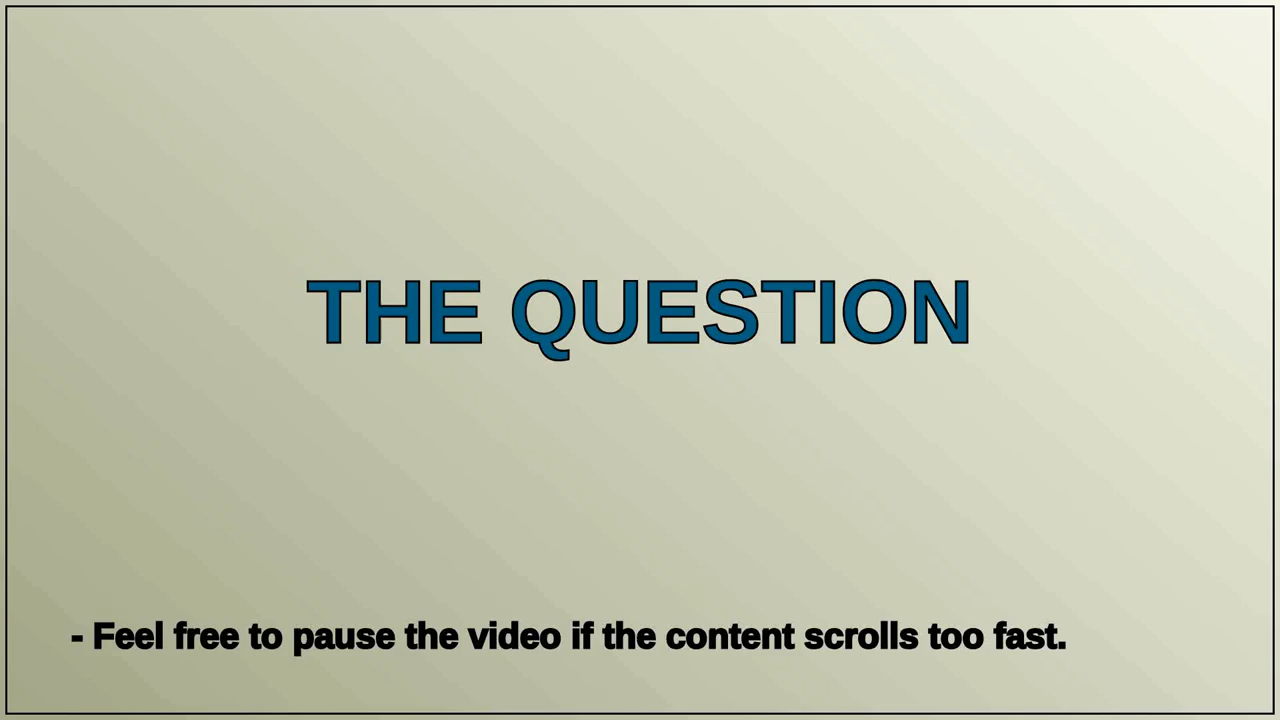 THE QUESTION
- Feel free to pause the video if the content scrolls too fast.